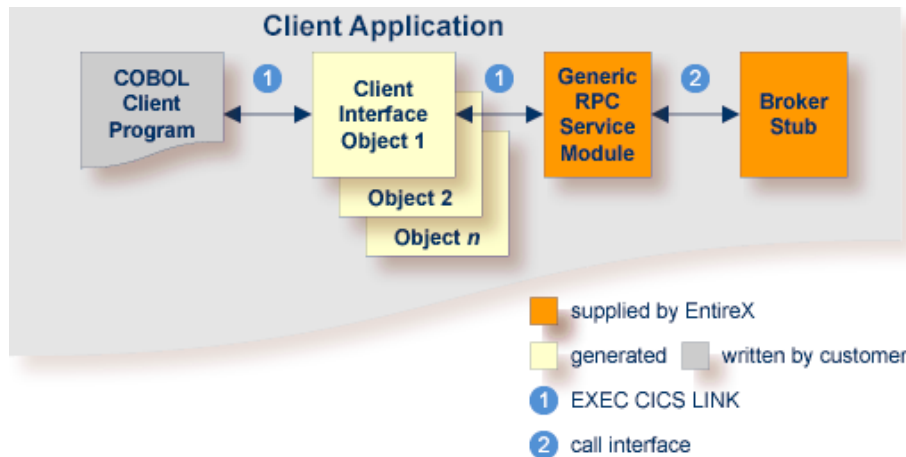 Client Application
COBOL
Client
Program
1
Client
Interface
Object 1
Object 2
Object n
1
Generic
RPC
Service
Module
2
Broker
Stub
supplied by EntireX
generated
written by customer
1 EXEC CICS LINK
2 call interface